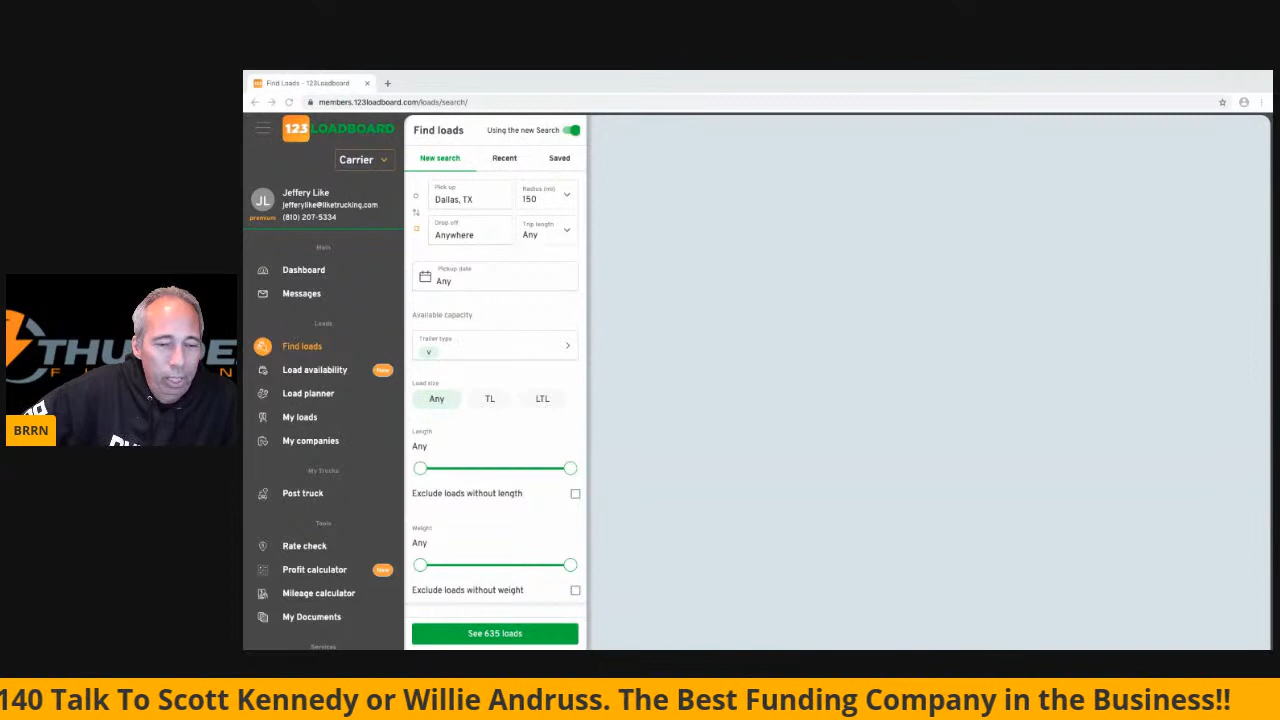 Find Loads - 123Loadboard
members.123loadboard.com/loads/search/
123LOADBOARD
Carrier
JL
premium
Jeffery Like
jefferylike@liketrucking.com
(810) 207-5334
Main
Dashboard
Messages
Loads
Find loads
Load availability New
Load planner
My loads
My companies
My Trucks
Post truck
Tools
Rate check
Profit calculator New
Mileage calculator
My Documents
Services
Find loads
Using the new Search
New search Recent Saved
Pick up
Dallas, TX
Radius (mi)
150
Drop off
Anywhere
Trip length
Any
Pickup date
Any
Available capacity
Trailer type
V
Load size
Any TL LTL
Length
Any
Exclude loads without length
Weight
Any
Exclude loads without weight
See 635 loads
THUNDE
BRRN
140 Talk To Scott Kennedy or Willie Andruss. The Best Funding Company in the Business!!